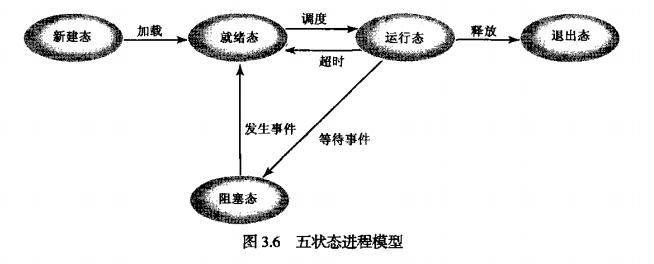 新建态
加载
就绪态
调度
超时
运行态
释放
退出态
发生事件
等待事件
阻塞态
图 3.6 五状态进程模型